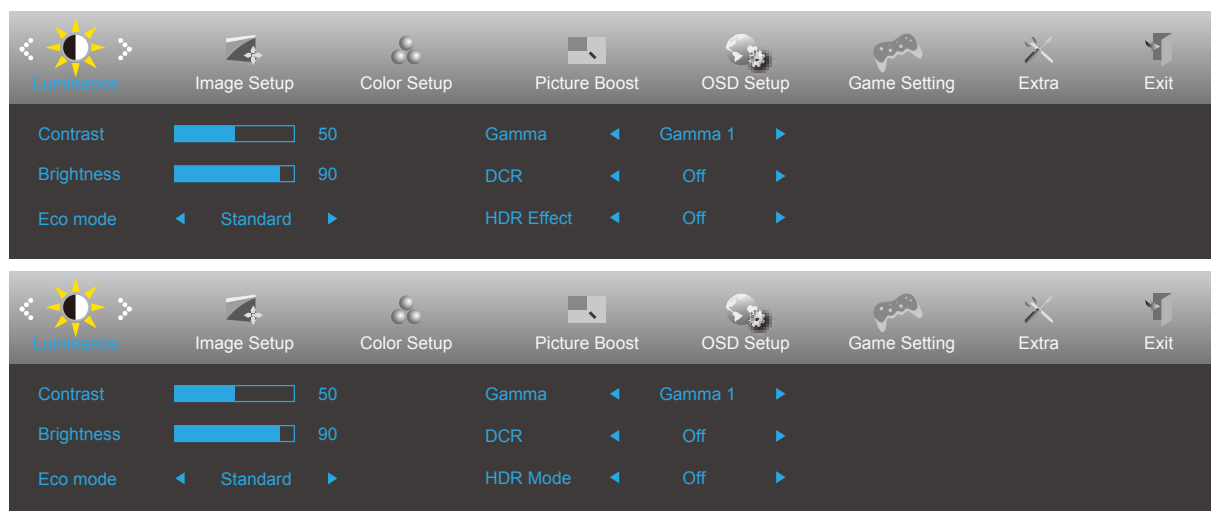 Luminance Image Setup Color Setup Picture Boost OSD Setup Game Setting Extra Exit
Contrast 50 Gamma Gamma 1
Brightness 90 DCR Off
Eco mode Standard HDR Effect Off
Luminance Image Setup Color Setup Picture Boost OSD Setup Game Setting Extra Exit
Contrast 50 Gamma Gamma 1
Brightness 90 DCR Off
Eco mode Standard HDR Mode Off